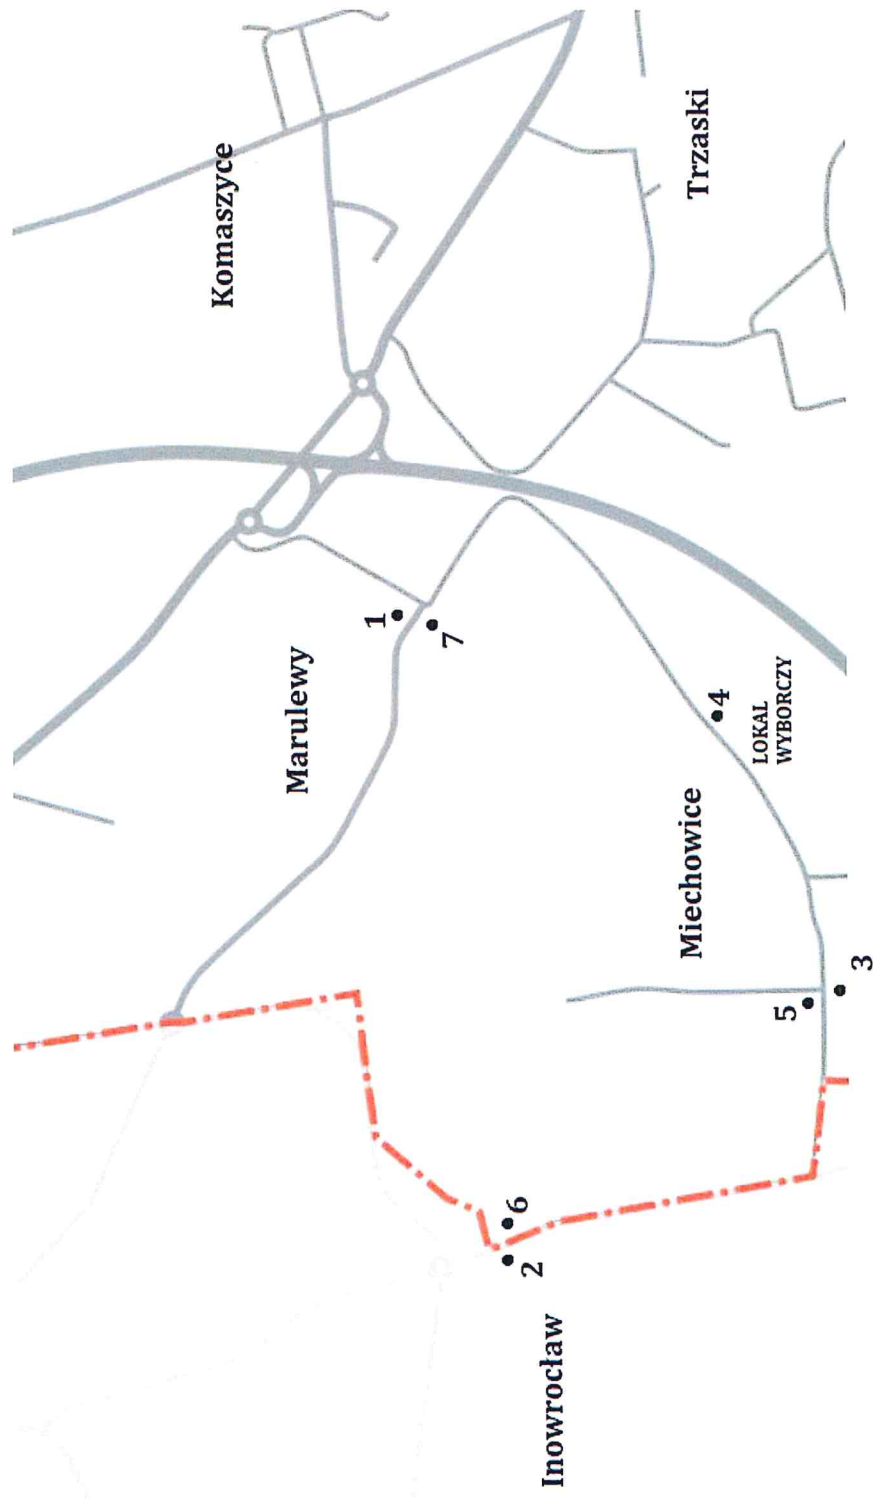 Komaszyce
Marulewy
1
7
6
2
Inowrocław
Miechowice
Trzaski
4
LOKAL
WYBORCZY
5
3